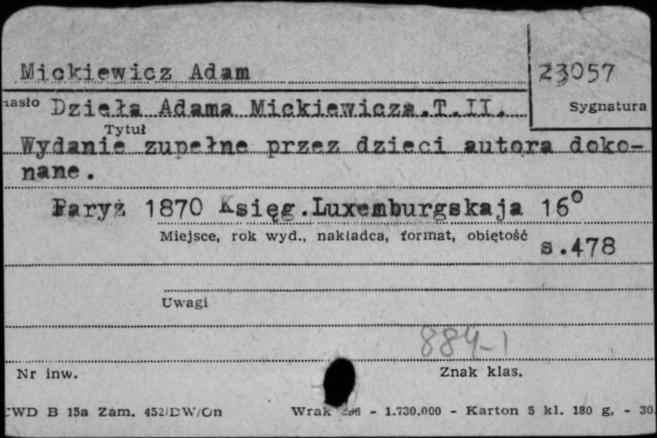 Mickiewicz Adam
23057
hasło Dzieła Adama Mickiewicza.T.II.
Sygnatura
Tytuł
Wydanie zupełne przez dzieci autora doko-
nane.
Paryż 1870 Księg.Luxemburgskaja 16°
Miejsce, rok wyd., nakładca, format, objętość
s.478
Uwagi
884-1
Nr inw.
Znak klas.
CWD B 15a Zam. 452/DW/On Wrak - 1.730.000 - Karton 5 kl. 180 g, - 30.